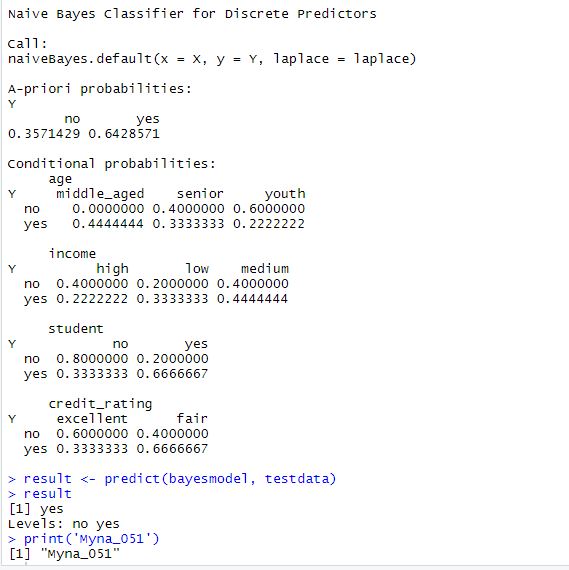 Naive Bayes Classifier for Discrete Predictors
Call:
naiveBayes.default(x = X, y = Y, laplace = laplace)
A-priori probabilities:
Y
no yes
0.3571429 0.6428571
Conditional probabilities:
age
Y middle_aged senior youth
no 0.0000000 0.4000000 0.6000000
yes 0.4444444 0.3333333 0.2222222
income
Y high low medium
no 0.4000000 0.2000000 0.4000000
yes 0.2222222 0.3333333 0.4444444
student
Y no yes
no 0.8000000 0.2000000
yes 0.3333333 0.6666667
credit_rating
Y excellent fair
no 0.6000000 0.4000000
yes 0.3333333 0.6666667
> result <- predict(bayesmodel, testdata)
> result
[1] yes
Levels: no yes
> print('Myna_051')
[1] "Myna_051"